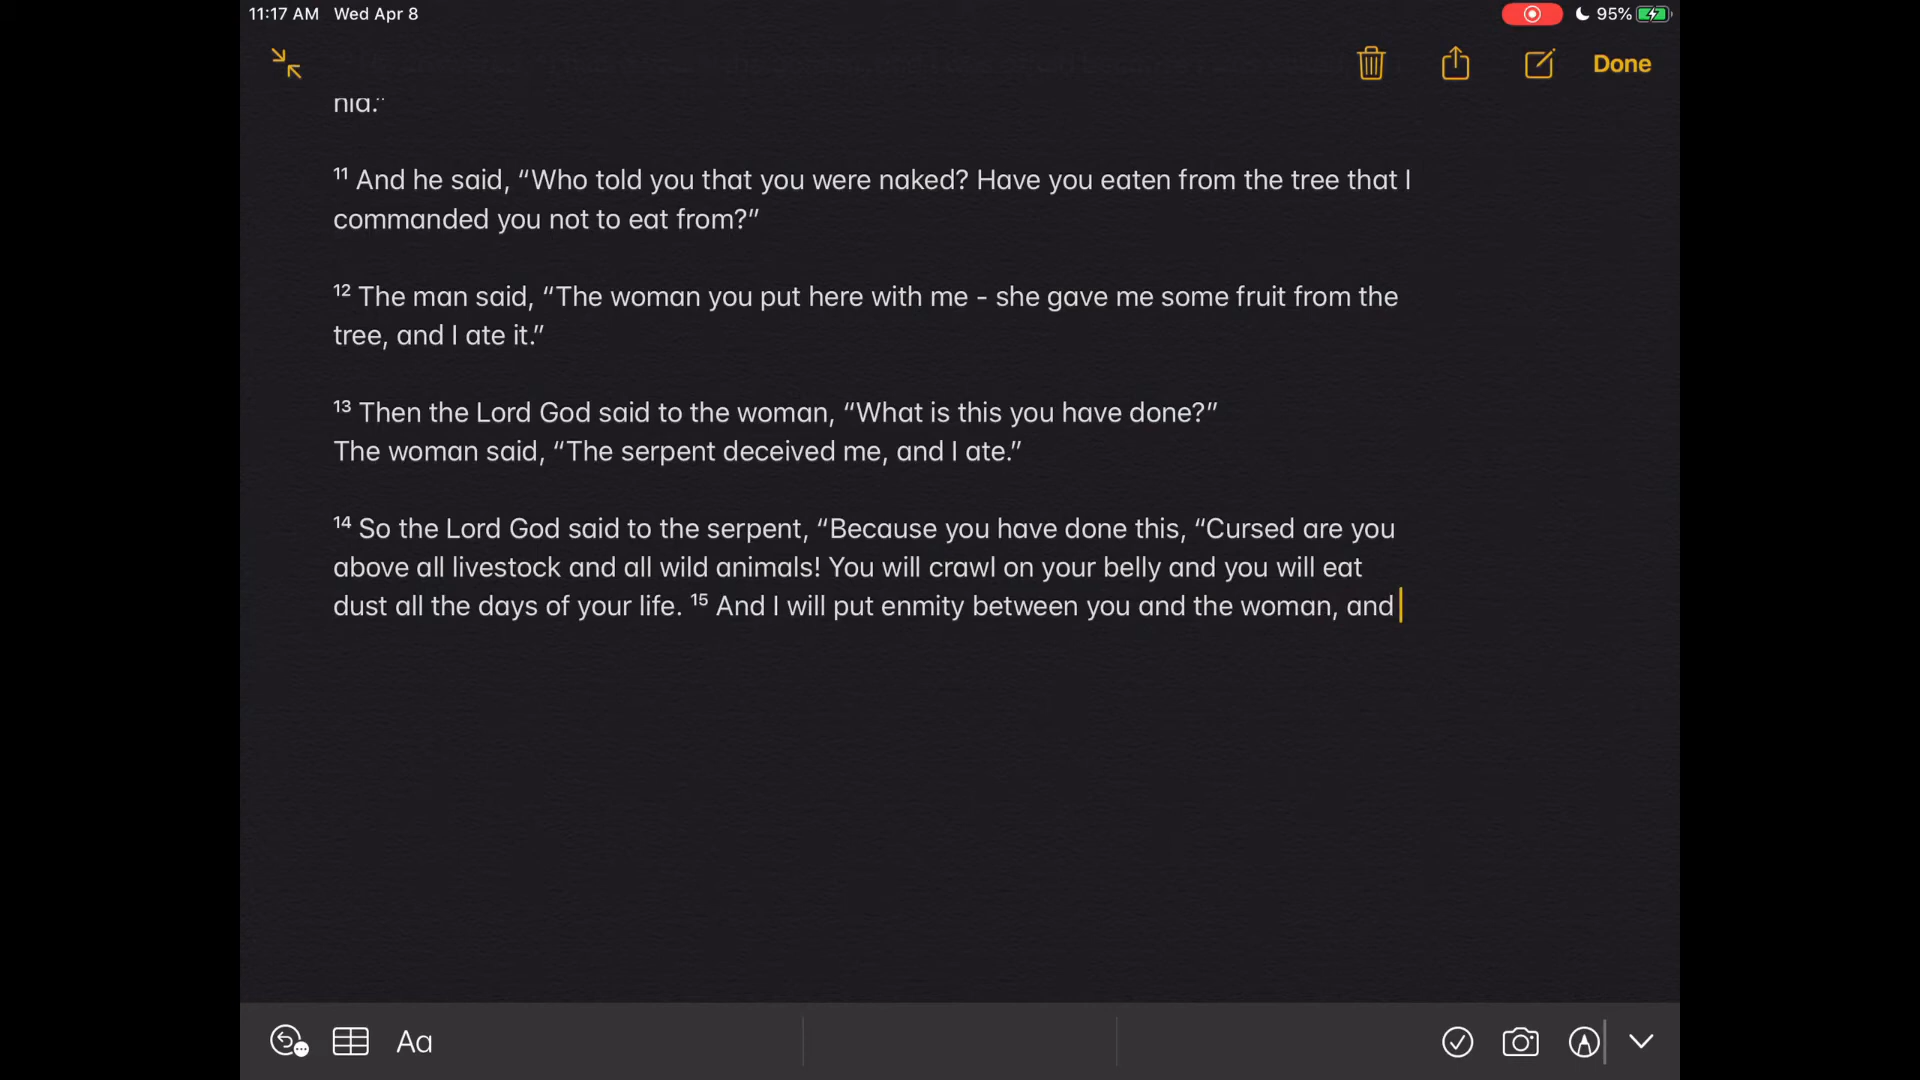 11:17 AM Wed Apr 8 95%
Done
hid.”
11 And he said, “Who told you that you were naked? Have you eaten from the tree that I
commanded you not to eat from?”
12 The man said, “The woman you put here with me - she gave me some fruit from the
tree, and I ate it.”
13 Then the Lord God said to the woman, “What is this you have done?”
The woman said, “The serpent deceived me, and I ate.”
14 So the Lord God said to the serpent, “Because you have done this, “Cursed are you
above all livestock and all wild animals! You will crawl on your belly and you will eat
dust all the days of your life. 15 And I will put enmity between you and the woman, and
Aa